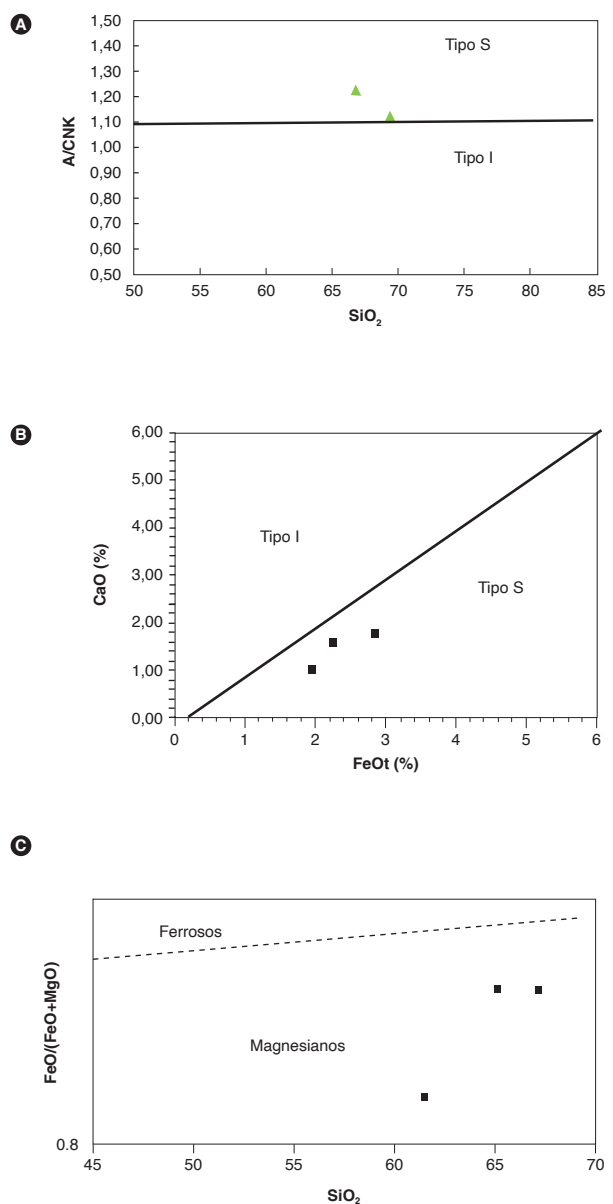 A
1,50
1,40
1,30
1,20
1,10
1,00
0,90
0,80
0,70
0,60
0,50
A/CNK
Tipo S
Tipo I
50 55 60 65 70 75 80 85
SiO₂
B
6,00
5,00
4,00
3,00
2,00
1,00
0,00
CaO (%)
Tipo I
Tipo S
0 1 2 3 4 5 6
FeOt (%)
C
Ferrosos
FeO/(FeO+MgO)
Magnesianos
0.8
45 50 55 60 65 70
SiO₂